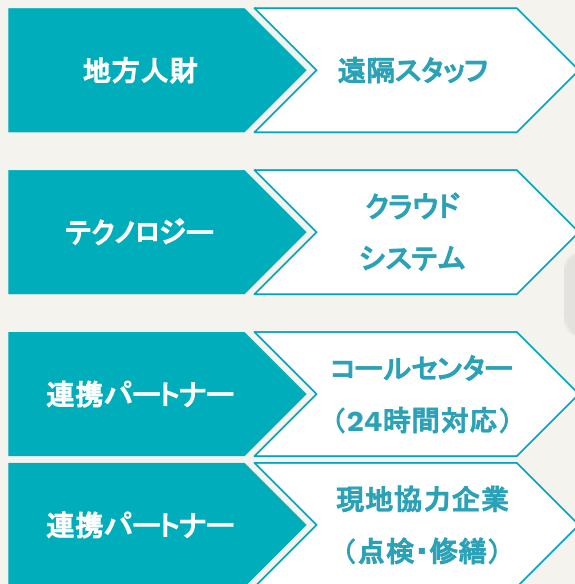 地方人財
遠隔スタッフ
テクノロジー
クラウド
システム
連携パートナー
コールセンター
（24時間対応）
連携パートナー
現地協力企業
（点検・修繕）